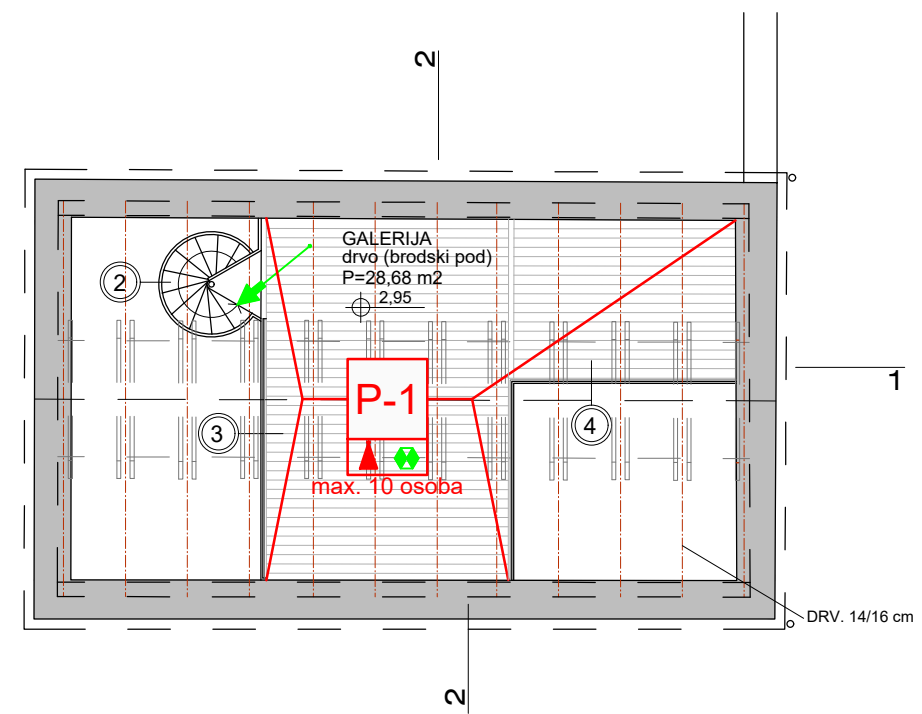 2
2
GALERIJA
drvo (brodski pod)
P=28,68 m2
2,95
1
P-1
3
4
max. 10 osoba
DRV. 14/16 cm
2